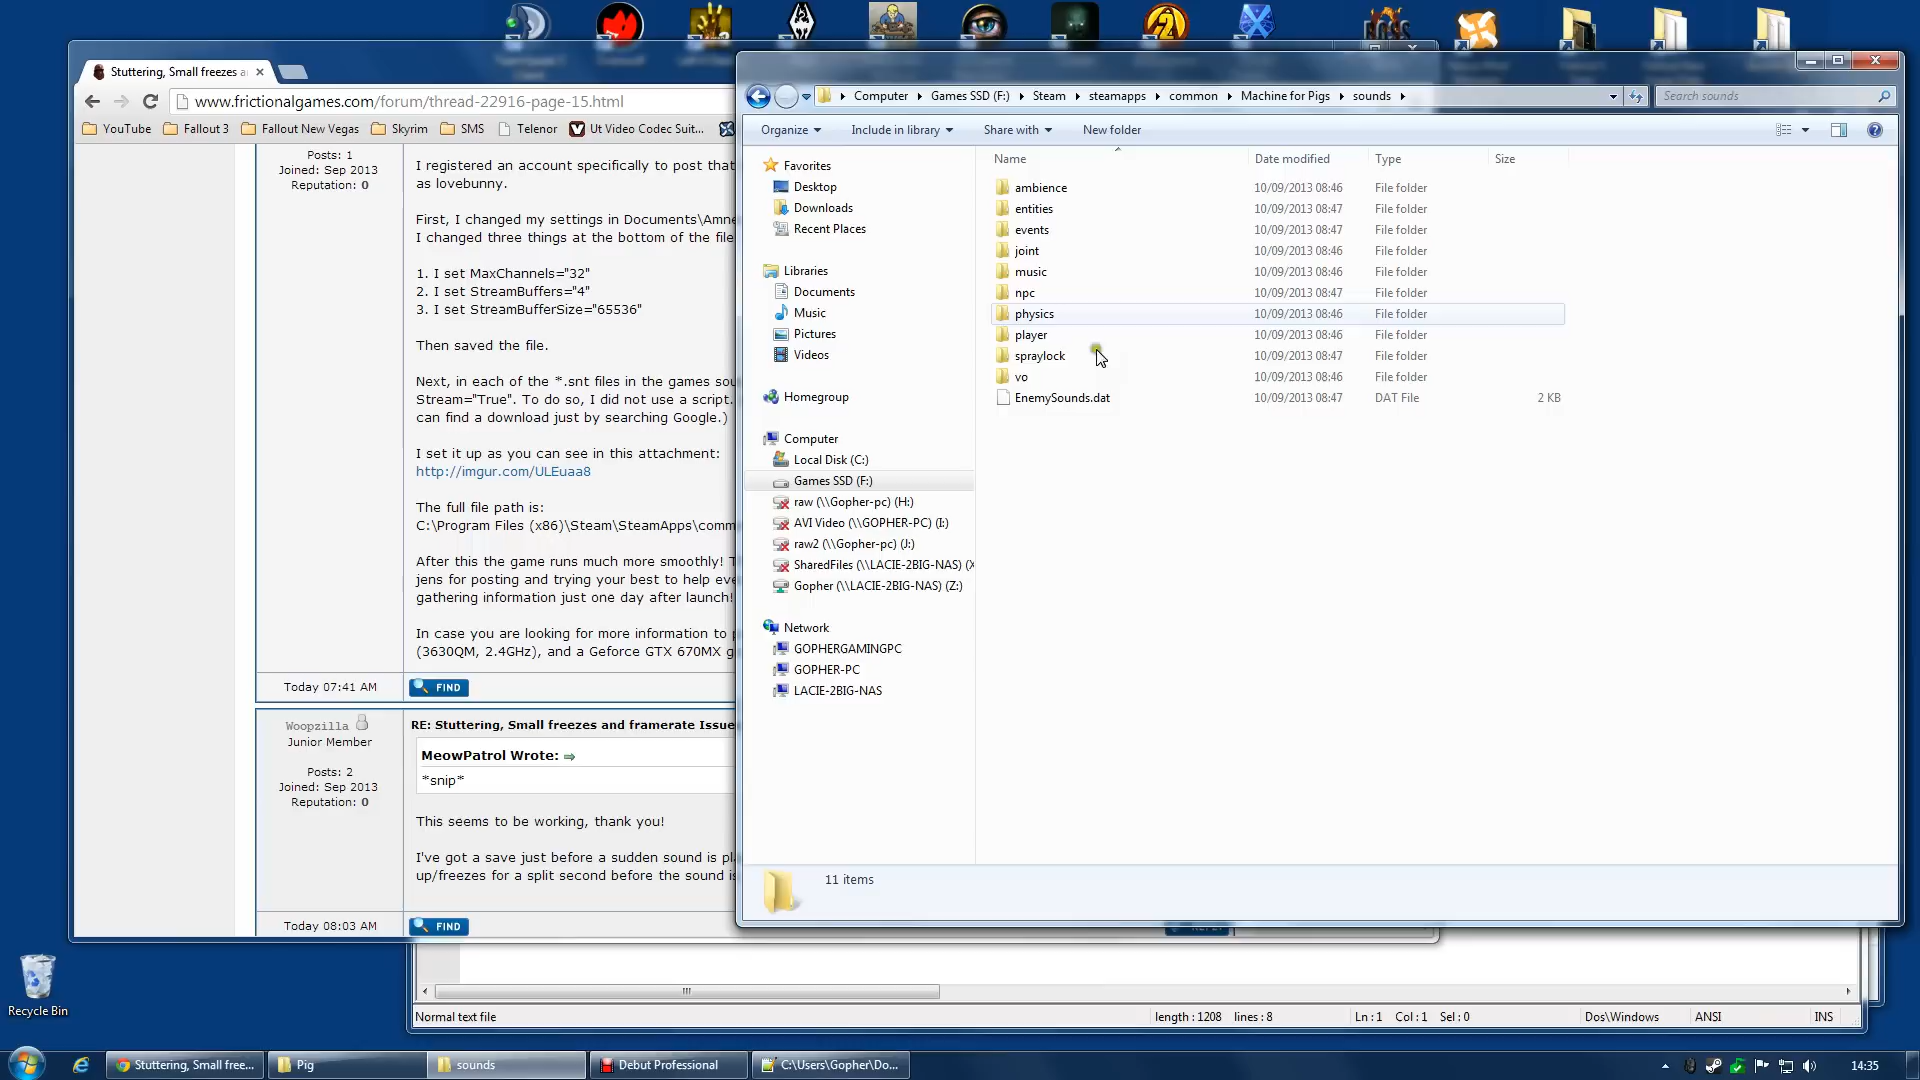 Stuttering, Small freezes a
www.frictionalgames.com/forum/thread-22916-page-15.html
YouTube
Fallout 3
Fallout New Vegas
Skyrim
SMS
Telenor
Ut Video Codec Suit...
Posts: 1
Joined: Sep 2013
Reputation: 0
I registered an account specifically to post that
as lovebunny.
First, I changed my settings in Documents\Amne
I changed three things at the bottom of the file
1. I set MaxChannels="32"
2. I set StreamBuffers="4"
3. I set StreamBufferSize="65536"
Then saved the file.
Next, in each of the *.snt files in the games sou
Stream="True". To do so, I did not use a script.
can find a download just by searching Google.)
I set it up as you can see in this attachment:
http://imgur.com/ULEuaa8
The full file path is:
C:\Program Files (x86)\Steam\SteamApps\comm
After this the game runs much more smoothly! T
jens for posting and trying your best to help eve
gathering information just one day after launch!
In case you are looking for more information to p
(3630QM, 2.4GHz), and a Geforce GTX 670MX g
Today 07:41 AM
FIND
Woopzilla
Junior Member
Posts: 2
Joined: Sep 2013
Reputation: 0
RE: Stuttering, Small freezes and framerate Issue
MeowPatrol Wrote:
*snip*
This seems to be working, thank you!
I've got a save just before a sudden sound is pl
up/freezes for a split second before the sound is
Today 08:03 AM
FIND
Computer
Games SSD (F:)
Steam
steamapps
common
Machine for Pigs
sounds
Search sounds
Organize
Include in library
Share with
New folder
Favorites
Desktop
Downloads
Recent Places
Libraries
Documents
Music
Pictures
Videos
Homegroup
Computer
Local Disk (C:)
Games SSD (F:)
raw (\\Gopher-pc) (H:)
AVI Video (\\GOPHER-PC) (I:)
raw2 (\\Gopher-pc) (J:)
SharedFiles (\\LACIE-2BIG-NAS) (X
Gopher (\\LACIE-2BIG-NAS) (Z:)
Network
GOPHERGAMINGPC
GOPHER-PC
LACIE-2BIG-NAS
Name Date modified Type Size
ambience 10/09/2013 08:46 File folder
entities 10/09/2013 08:47 File folder
events 10/09/2013 08:47 File folder
joint 10/09/2013 08:46 File folder
music 10/09/2013 08:46 File folder
npc 10/09/2013 08:47 File folder
physics 10/09/2013 08:46 File folder
player 10/09/2013 08:46 File folder
spraylock 10/09/2013 08:47 File folder
vo 10/09/2013 08:46 File folder
EnemySounds.dat 10/09/2013 08:47 DAT File 2 KB
11 items
Recycle Bin
Normal text file
length : 1208 lines : 8
Ln : 1 Col : 1 Sel : 0
Dos\Windows
ANSI
INS
Stuttering, Small free...
Pig
sounds
Debut Professional
C:\Users\Gopher\Do...
14:35